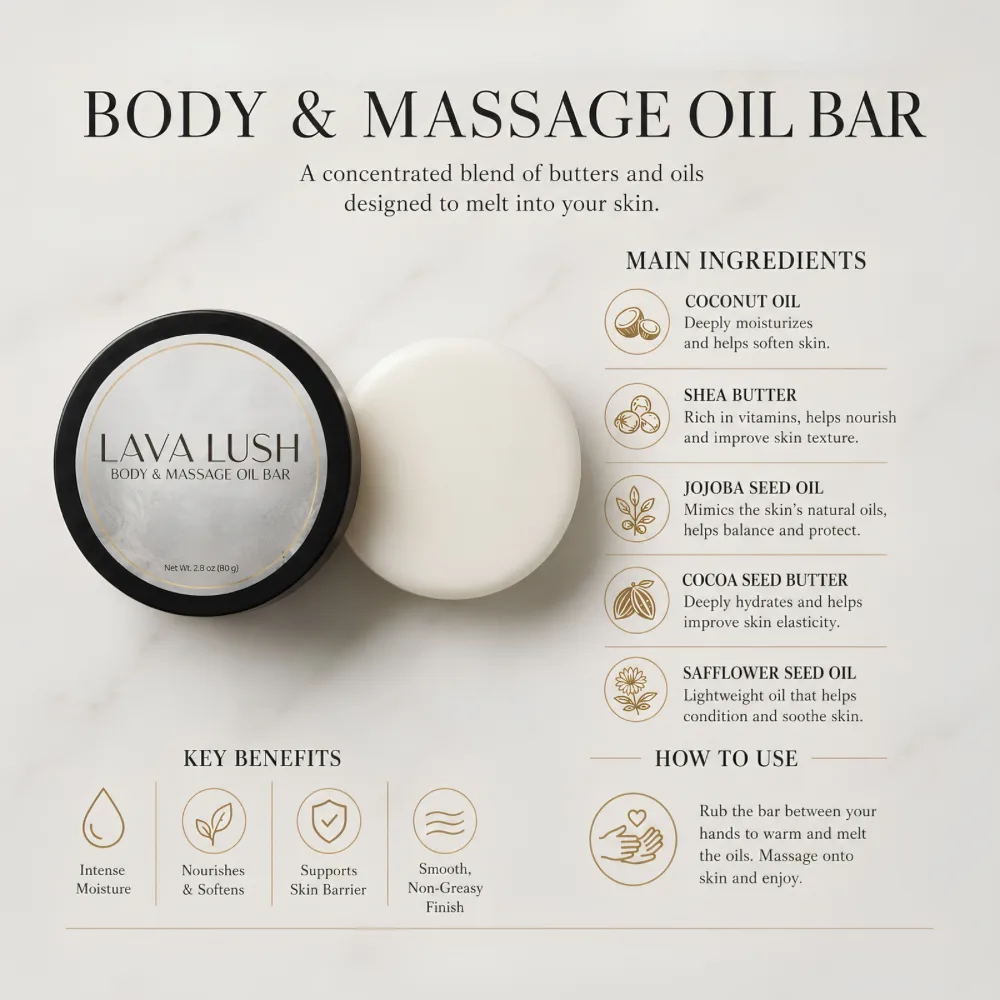 BODY & MASSAGE OIL BAR
A concentrated blend of butters and oils
designed to melt into your skin.
LAVA LUSH
BODY & MASSAGE OIL BAR
Net Wt. 2.8 oz (80 g)
MAIN INGREDIENTS
COCONUT OIL
Deeply moisturizes
and helps soften skin.
SHEA BUTTER
Rich in vitamins, helps nourish
and improve skin texture.
JOJOBA SEED OIL
Mimics the skin's natural oils,
helps balance and protect.
COCOA SEED BUTTER
Deeply hydrates and helps
improve skin elasticity.
SAFFLOWER SEED OIL
Lightweight oil that helps
condition and soothe skin.
KEY BENEFITS
Intense
Moisture
Nourishes
& Softens
Supports
Skin Barrier
Smooth,
Non-Greasy
Finish
HOW TO USE
Rub the bar between your
hands to warm and melt
the oils. Massage onto
skin and enjoy.